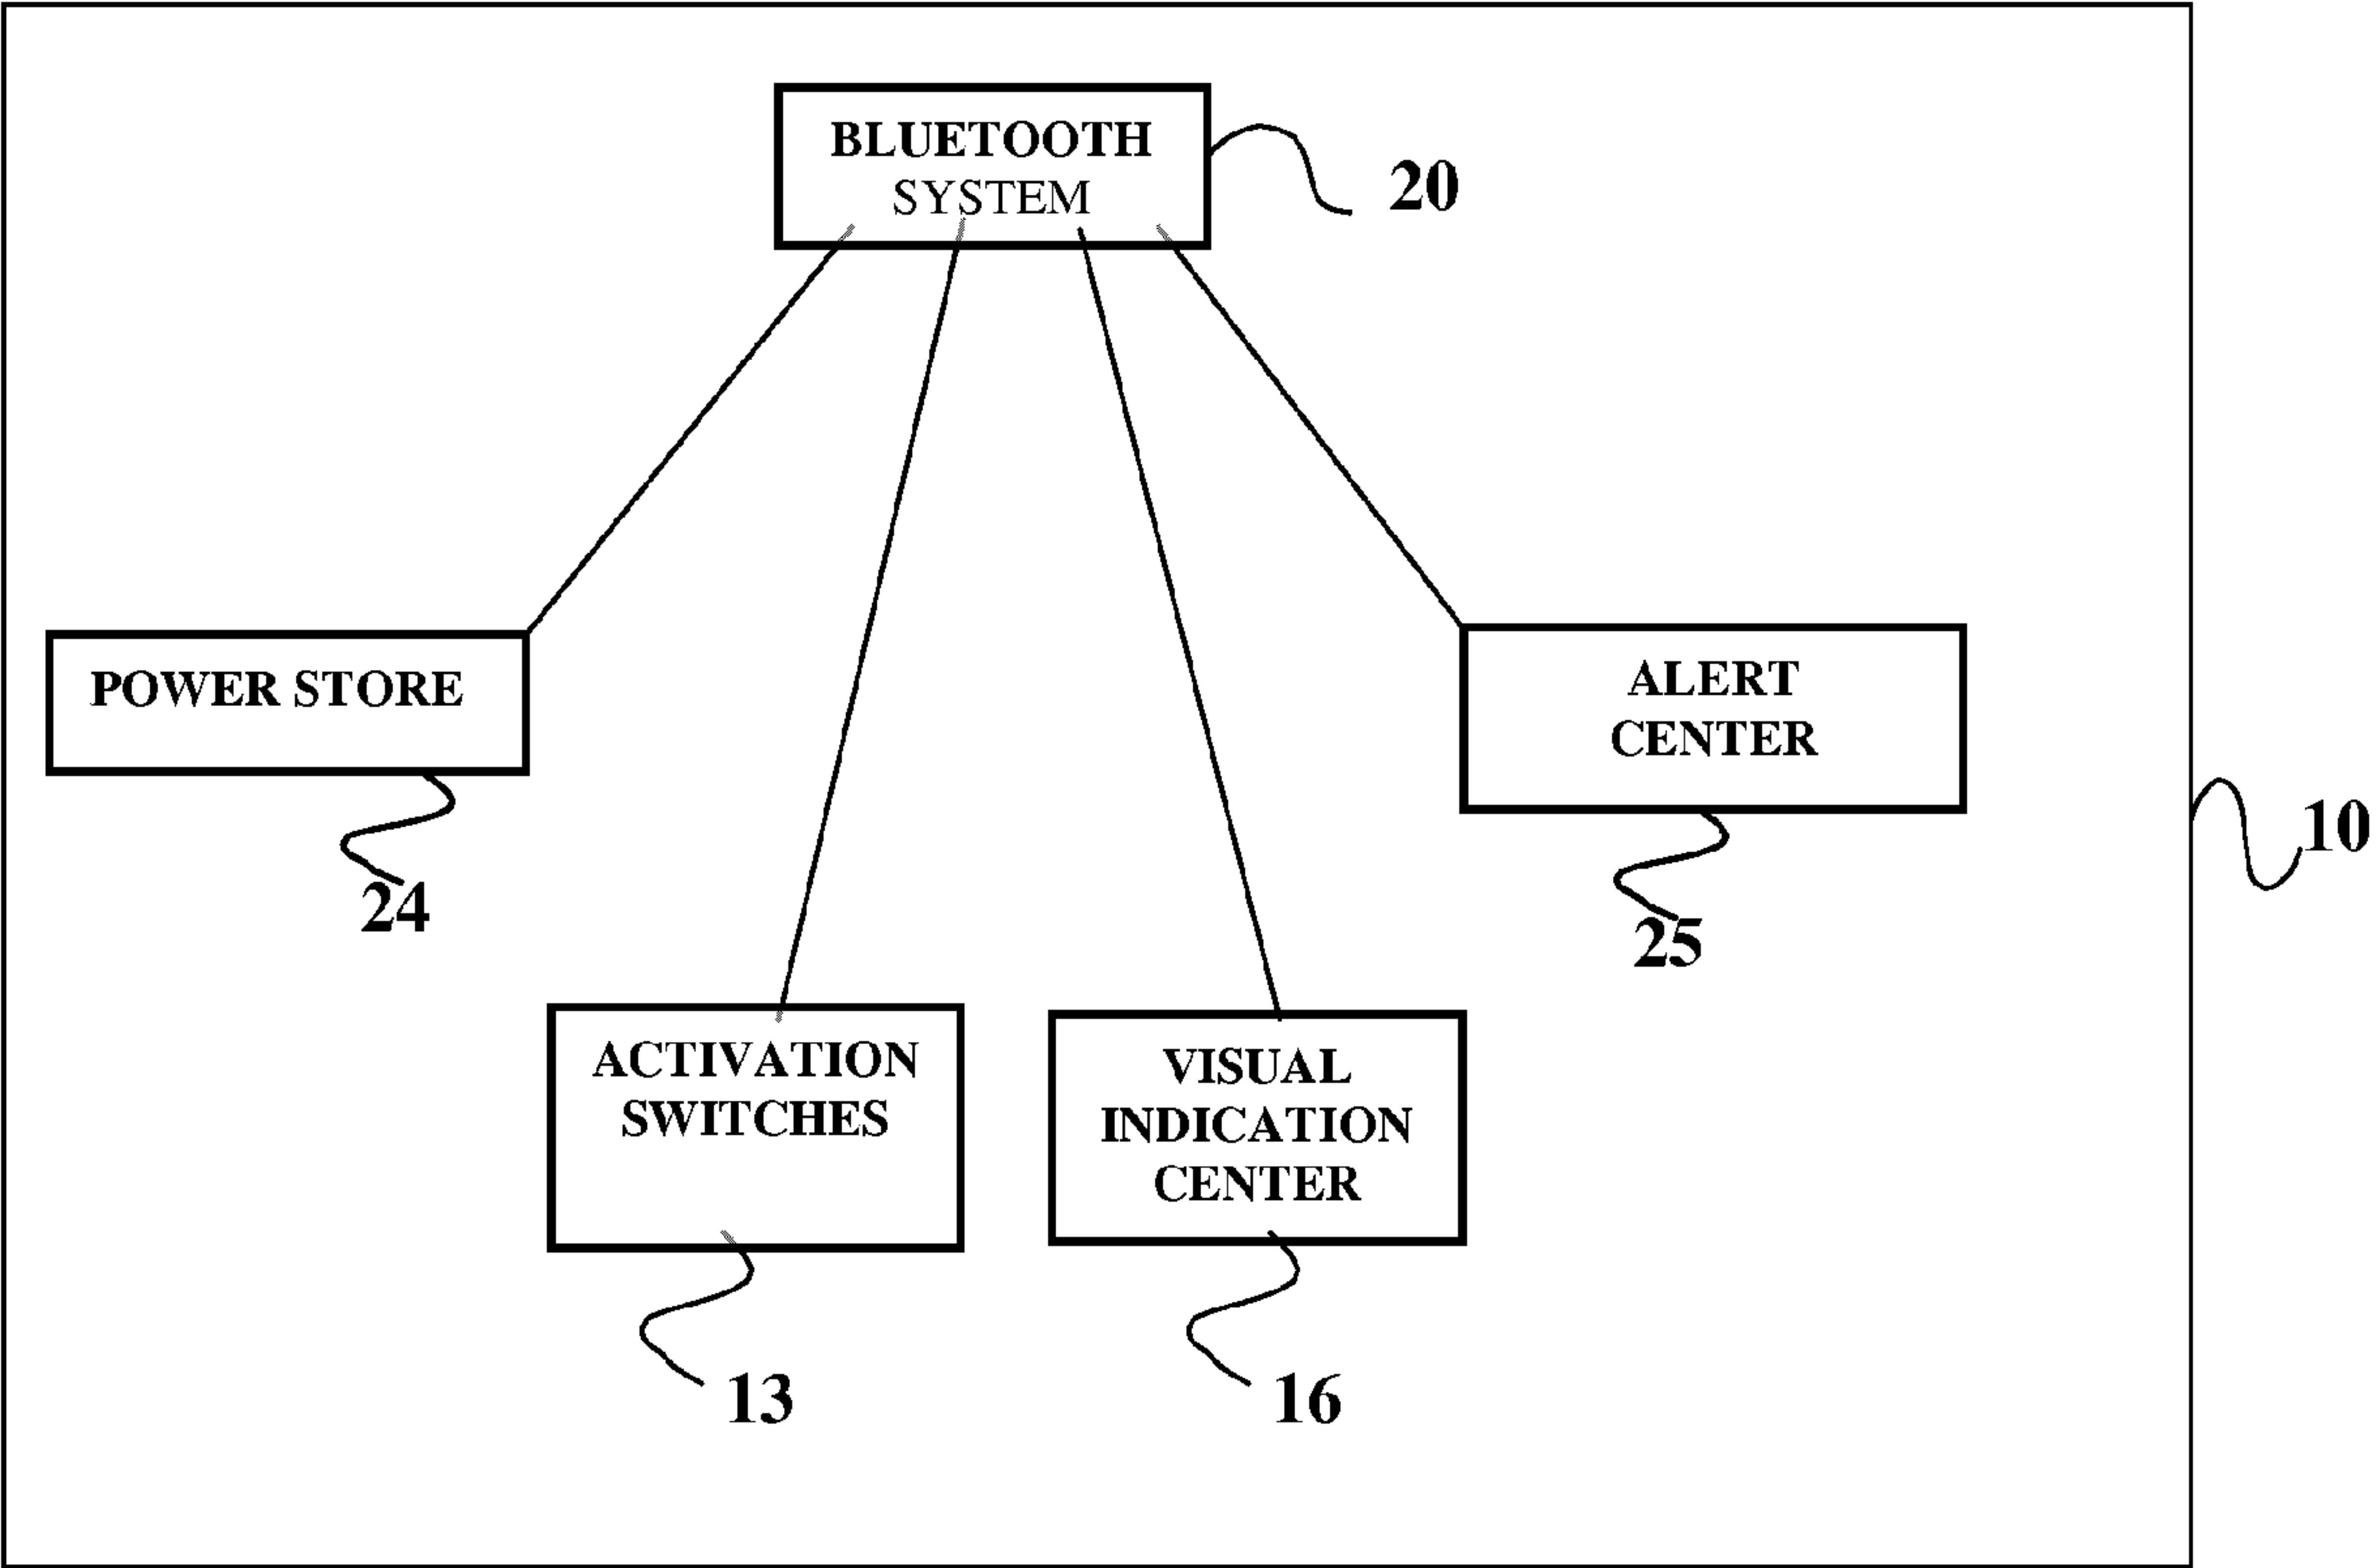 BLUETOOTH
SYSTEM
20
POWER STORE
24
ALERT
CENTER
25
10
ACTIVATION
SWITCHES
13
VISUAL
INDICATION
CENTER
16